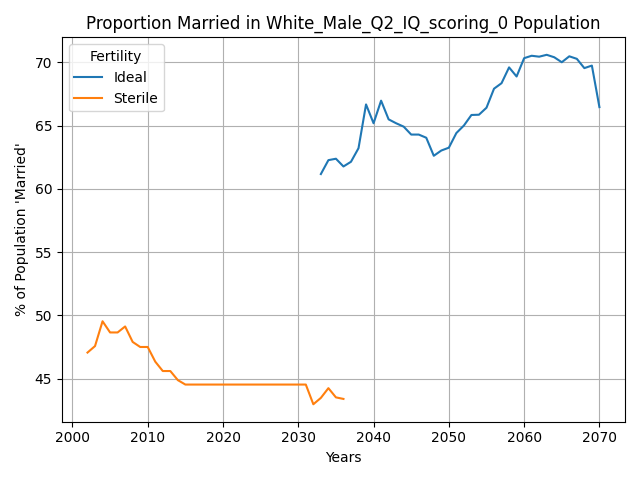 Proportion Married in White_Male_Q2_IQ_scoring_0 Population
% of Population 'Married'
70
65
60
55
50
45
Fertility
Ideal
Sterile
2000 2010 2020 2030 2040 2050 2060 2070
Years